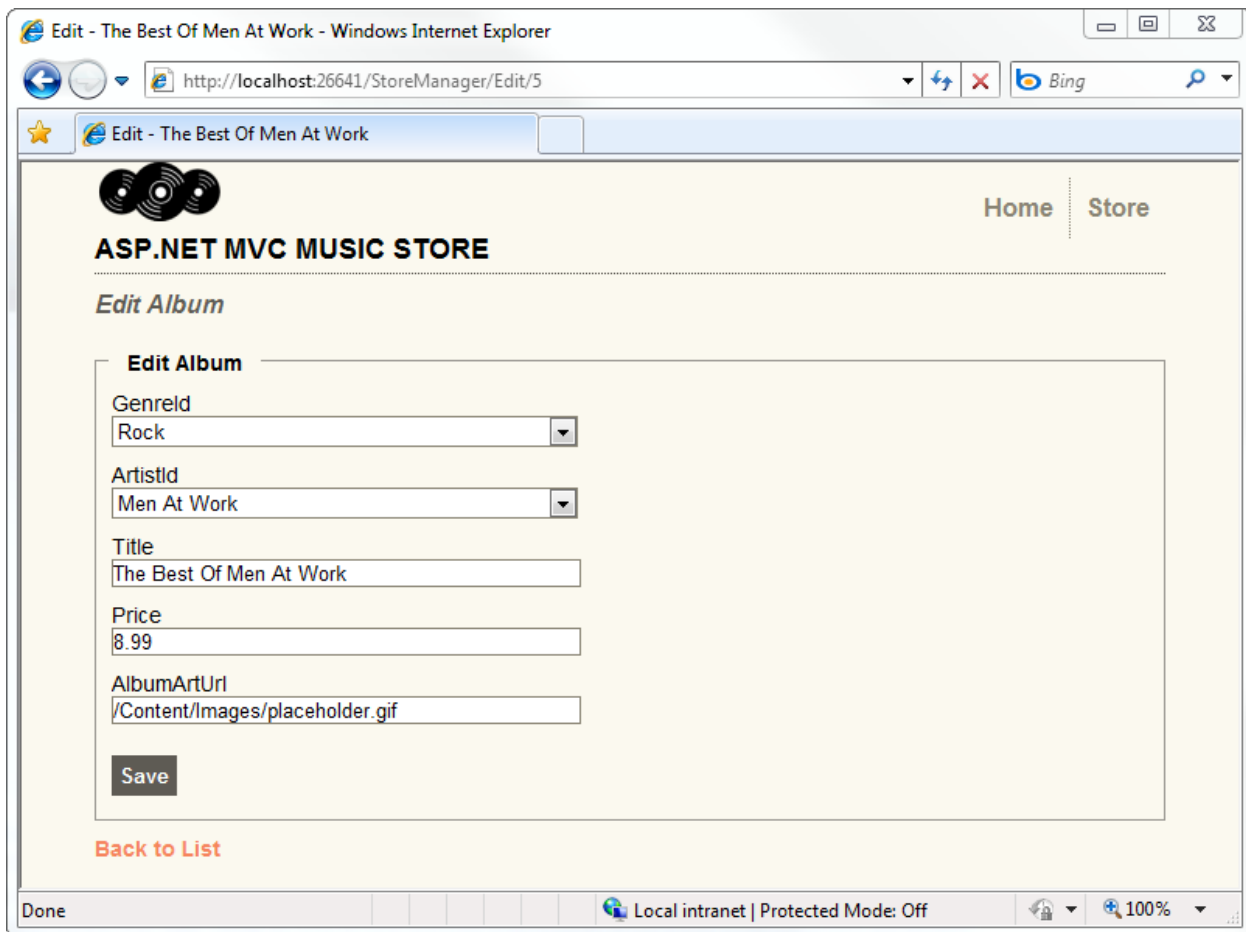 Edit - The Best Of Men At Work - Windows Internet Explorer
http://localhost:26641/StoreManager/Edit/5
Bing
Edit - The Best Of Men At Work
Home
Store
ASP.NET MVC MUSIC STORE
Edit Album
Edit Album
GenreId
Rock
ArtistId
Men At Work
Title
The Best Of Men At Work
Price
8.99
AlbumArtUrl
/Content/Images/placeholder.gif
Save
Back to List
Done
Local intranet | Protected Mode: Off
100%